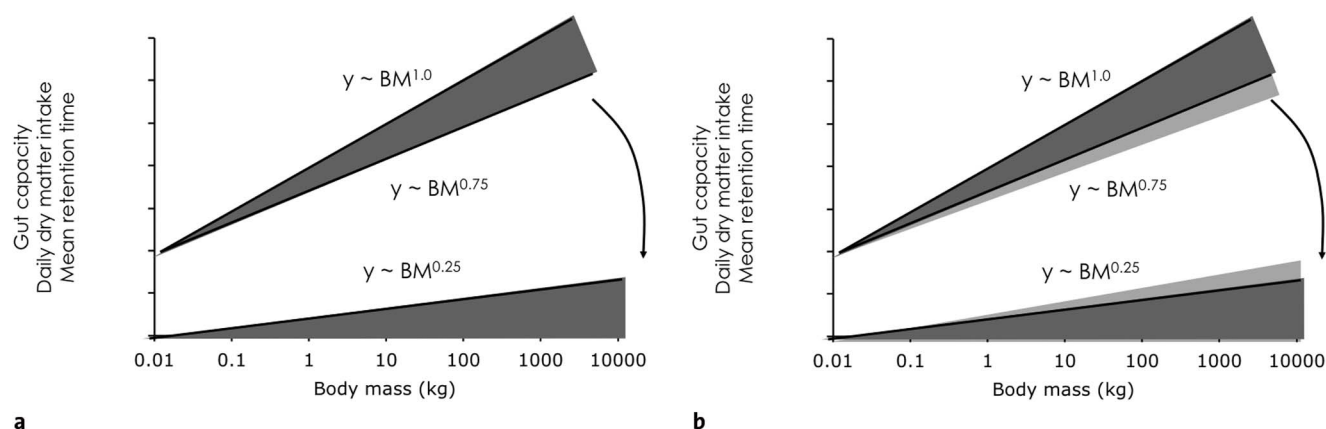 Gut capacity
Daily dry matter intake
Mean retention time
y ~ BM1.0
y ~ BM0.75
y ~ BM0.25
0.01 0.1 1 10 100 1000 10000
Body mass (kg)
a
Gut capacity
Daily dry matter intake
Mean retention time
y ~ BM1.0
y ~ BM0.75
y ~ BM0.25
0.01 0.1 1 10 100 1000 10000
Body mass (kg)
b